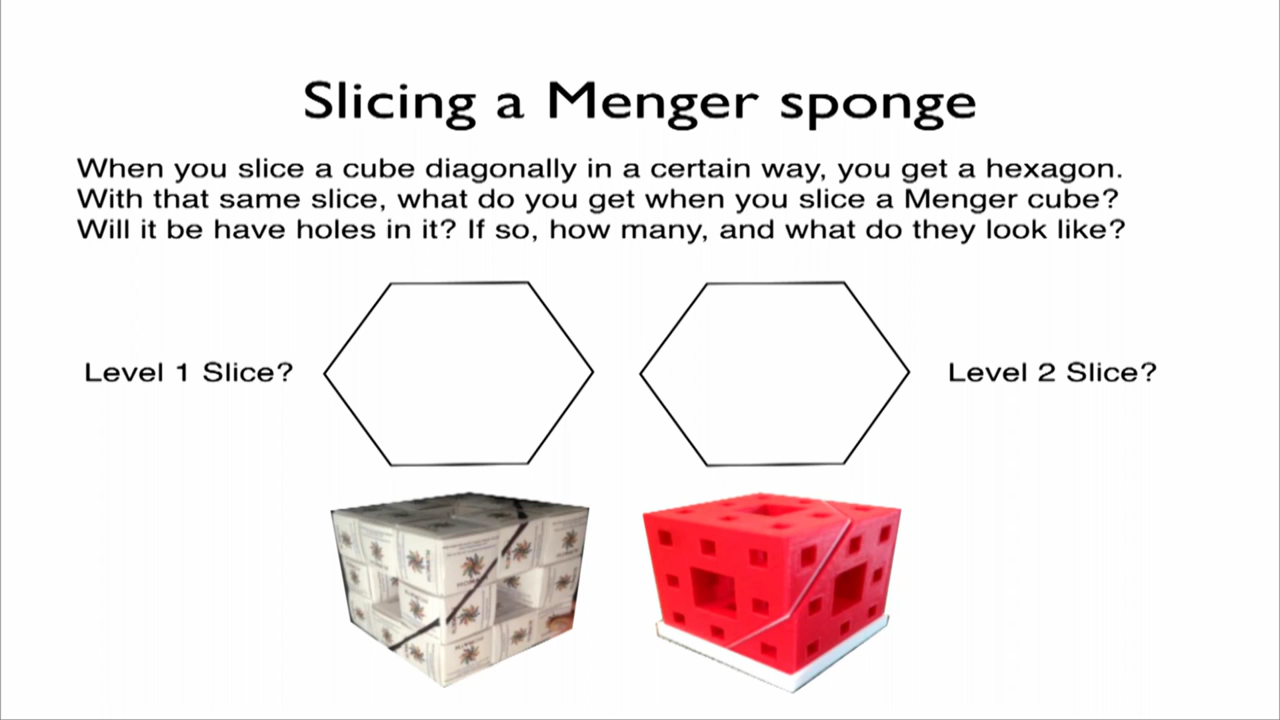 Slicing a Menger sponge
When you slice a cube diagonally in a certain way, you get a hexagon.
With that same slice, what do you get when you slice a Menger cube?
Will it be have holes in it? If so, how many, and what do they look like?
Level 1 Slice?
Level 2 Slice?